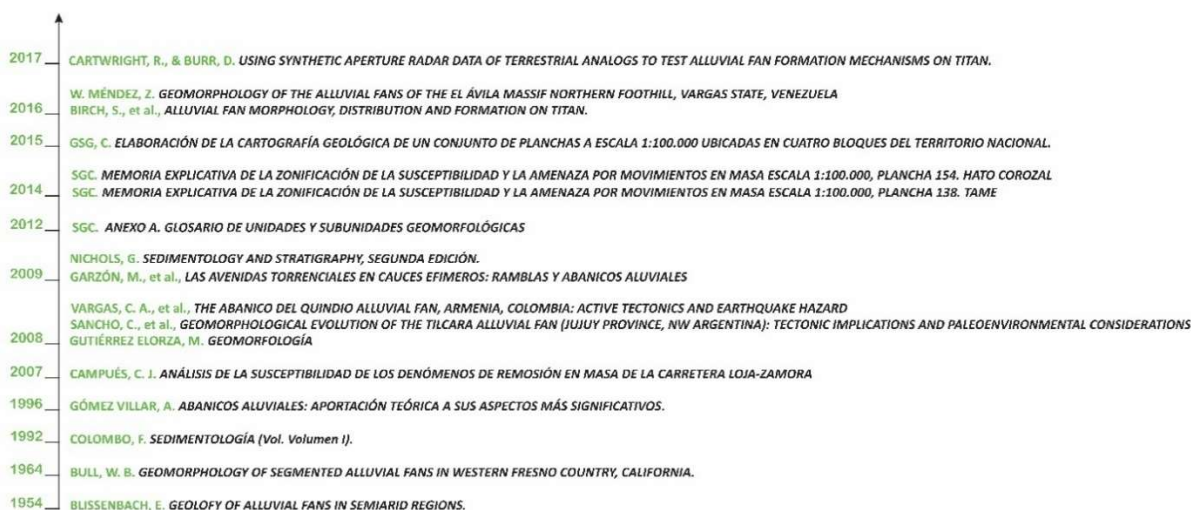 2017 CARTWRIGHT, R., & BURR, D. USING SYNTHETIC APERTURE RADAR DATA OF TERRESTRIAL ANALOGS TO TEST ALLUVIAL FAN FORMATION MECHANISMS ON TITAN.
W. MÉNDEZ, Z. GEOMORPHOLOGY OF THE ALLUVIAL FANS OF THE EL ÁVILA MASSIF NORTHERN FOOTHILL, VARGAS STATE, VENEZUELA
2016 BIRCH, S., et al., ALLUVIAL FAN MORPHOLOGY, DISTRIBUTION AND FORMATION ON TITAN.
2015 GSG, C. ELABORACIÓN DE LA CARTOGRAFÍA GEOLÓGICA DE UN CONJUNTO DE PLANCHAS A ESCALA 1:100.000 UBICADAS EN CUATRO BLOQUES DEL TERRITORIO NACIONAL.
SGC. MEMORIA EXPLICATIVA DE LA ZONIFICACIÓN DE LA SUSCEPTIBILIDAD Y LA AMENAZA POR MOVIMIENTOS EN MASA ESCALA 1:100.000, PLANCHA 154. HATO COROZAL
2014 SGC. MEMORIA EXPLICATIVA DE LA ZONIFICACIÓN DE LA SUSCEPTIBILIDAD Y LA AMENAZA POR MOVIMIENTOS EN MASA ESCALA 1:100.000, PLANCHA 138. TAME
2012 SGC. ANEXO A. GLOSARIO DE UNIDADES Y SUBUNIDADES GEOMORFOLÓGICAS
NICHOLS, G. SEDIMENTOLOGY AND STRATIGRAPHY, SEGUNDA EDICIÓN.
2009 GARZÓN, M., et al., LAS AVENIDAS TORRENCIALES EN CAUCES EFIMEROS: RAMBLAS Y ABANICOS ALUVIALES
VARGAS, C. A., et al., THE ABANICO DEL QUINDIO ALLUVIAL FAN, ARMENIA, COLOMBIA: ACTIVE TECTONICS AND EARTHQUAKE HAZARD
SANCHO, C., et al., GEOMORPHOLOGICAL EVOLUTION OF THE TILCARA ALLUVIAL FAN (JUJUY PROVINCE, NW ARGENTINA): TECTONIC IMPLICATIONS AND PALEOENVIRONMENTAL CONSIDERATIONS
2008 GUTIÉRREZ ELORZA, M. GEOMORFOLOGÍA
2007 CAMPUÉS, C. J. ANÁLISIS DE LA SUSCEPTIBILIDAD DE LOS DENÓMENOS DE REMOSIÓN EN MASA DE LA CARRETERA LOJA-ZAMORA
1996 GÓMEZ VILLAR, A. ABANICOS ALUVIALES: APORTACIÓN TEÓRICA A SUS ASPECTOS MÁS SIGNIFICATIVOS.
1992 COLOMBO, F. SEDIMENTOLOGÍA (Vol. Volumen I).
1964 BULL, W. B. GEOMORPHOLOGY OF SEGMENTED ALLUVIAL FANS IN WESTERN FRESNO COUNTRY, CALIFORNIA.
1954 BLISSENBACH, E. GEOLOFY OF ALLUVIAL FANS IN SEMIARID REGIONS.